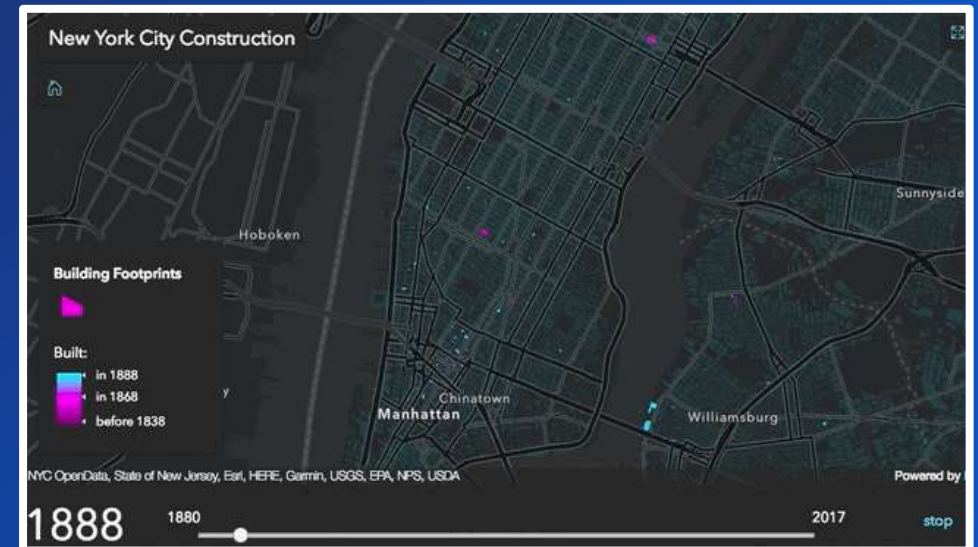 New York City Construction
Sunnyside
Hoboken
Building Footprints
Built:
in 1888
in 1868
before 1838
y
Chinatown
Manhattan
Williamsburg
NYC OpenData, State of New Jersey, Esri, HERE, Garmin, USGS, EPA, NPS, USDA
Powered by
1888
1880
2017
stop